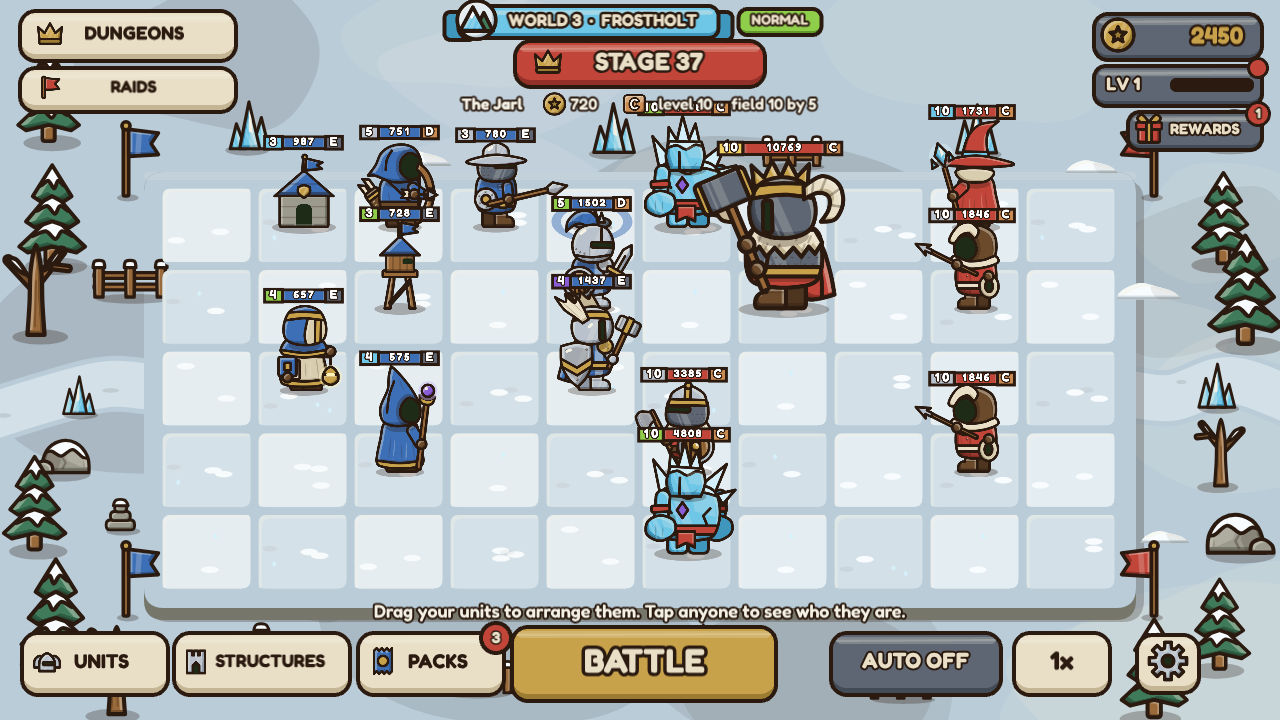 DUNGEONS
RAIDS
WORLD 3 · FROSTHOLT
NORMAL
STAGE 37
The Jarl 720 C level 10 field 10 by 5
2450
LV 1
REWARDS
1
3 987 E
5 751 D
3 780 E
10 C
10 10769 C
10 1731 C
3 728 E
5 1502 D
10 1846 C
4 657 E
4 1437 E
4 575 E
10 3385 C
10 1846 C
10 4808 C
Drag your units to arrange them. Tap anyone to see who they are.
UNITS
STRUCTURES
PACKS
3
BATTLE
AUTO OFF
1x